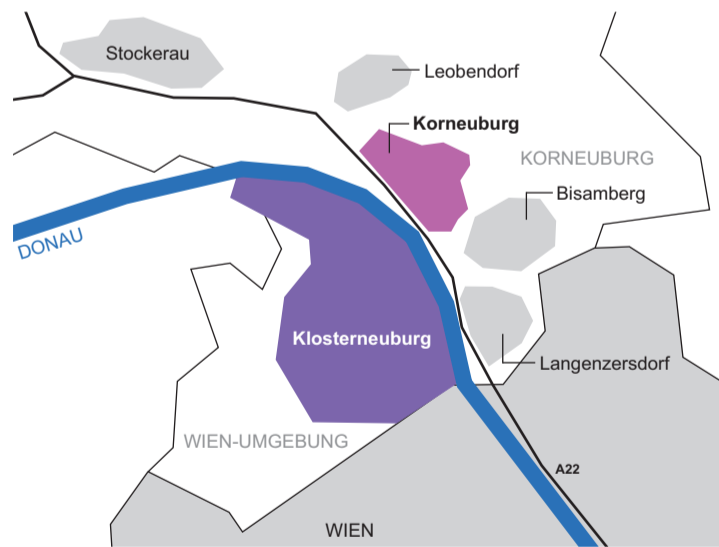 Stockerau
Leobendorf
Korneuburg
KORNEUBURG
Bisamberg
DONAU
Klosterneuburg
Langenzersdorf
WIEN-UMGEBUNG
A22
WIEN